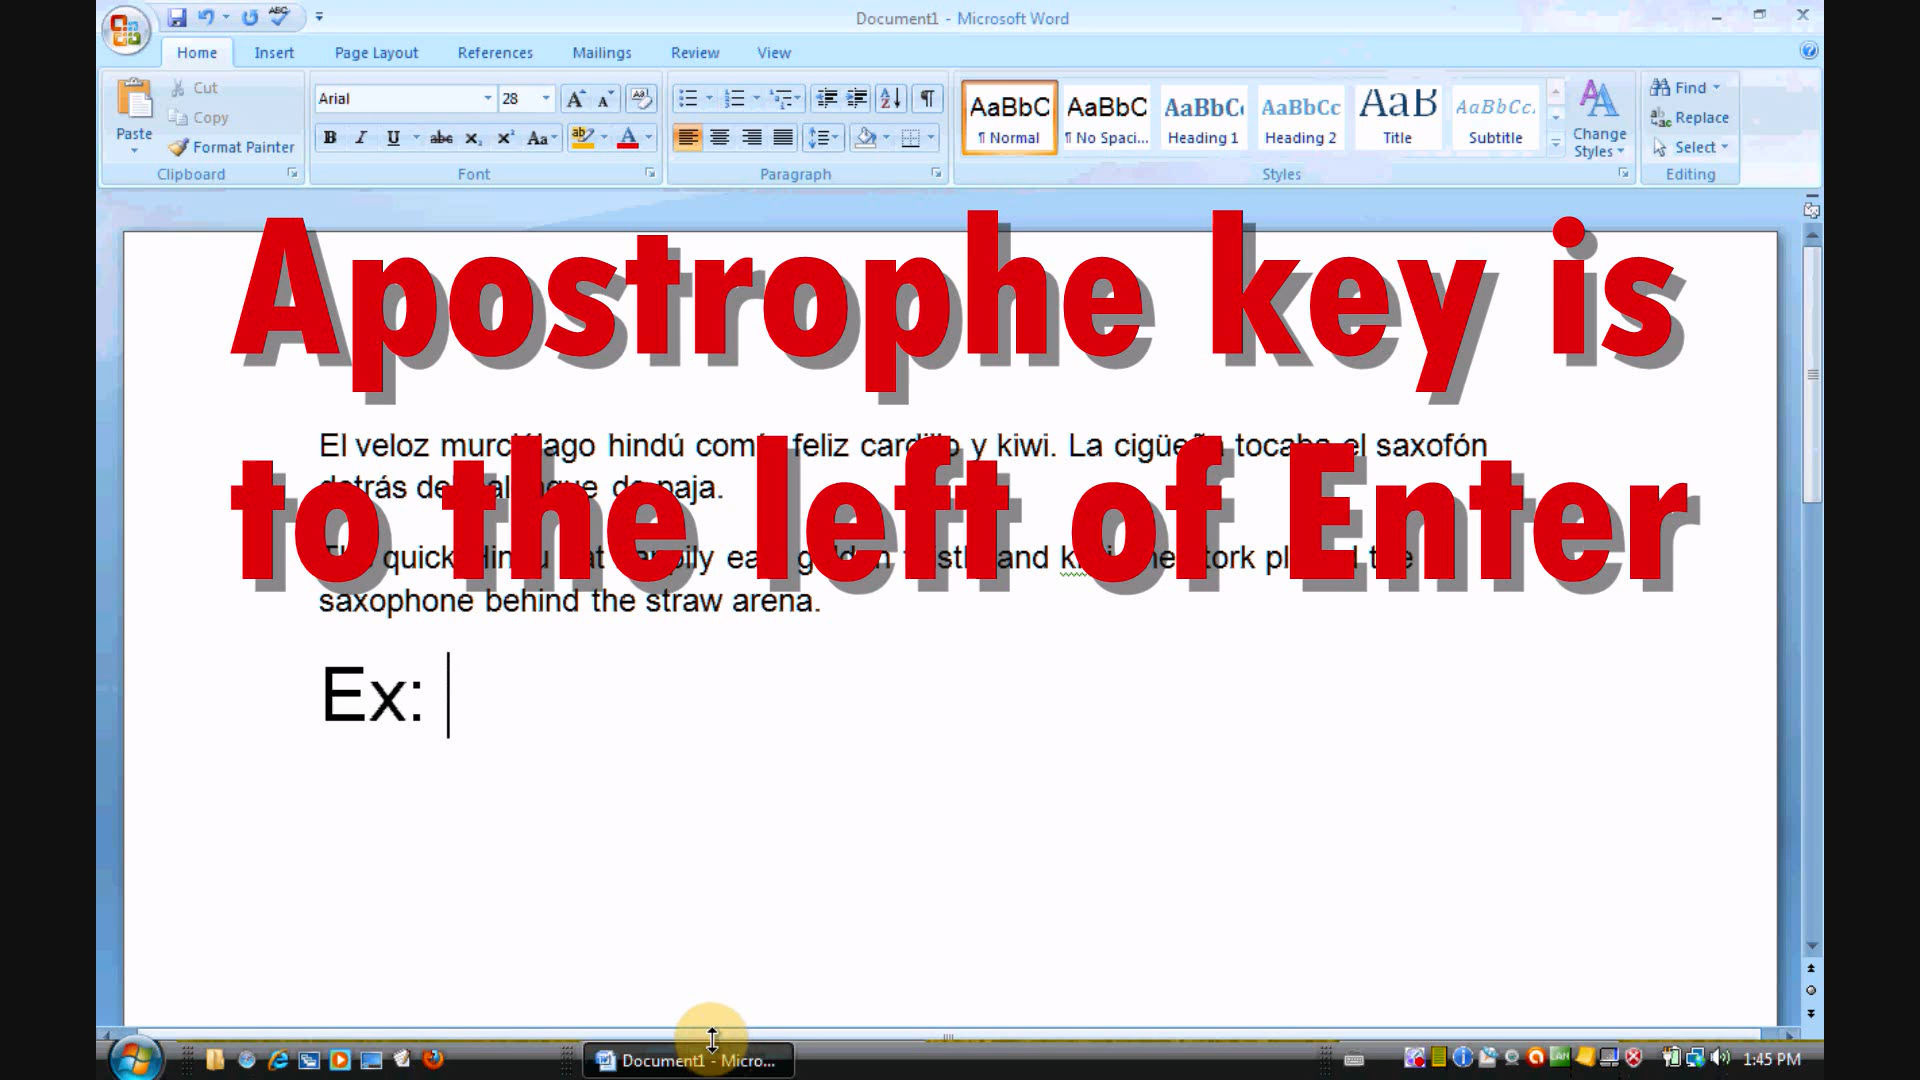 Document1 - Microsoft Word
Home Insert Page Layout References Mailings Review View
Paste
Cut
Copy
Format Painter
Clipboard
Arial 28
Font
Paragraph
AaBbC AaBbC AaBbC AaBbCc AaB AaBbCc.
¶ Normal ¶ No Spaci... Heading 1 Heading 2 Title Subtitle
Styles
Change
Styles
Find
Replace
Select
Editing
Apostrophe key is
to the left of Enter
El veloz hindú feliz y kiwi. La el saxofón
paja.
quick and
saxophone behind the straw arena.
Ex:
Document1 - Micro...
1:45 PM